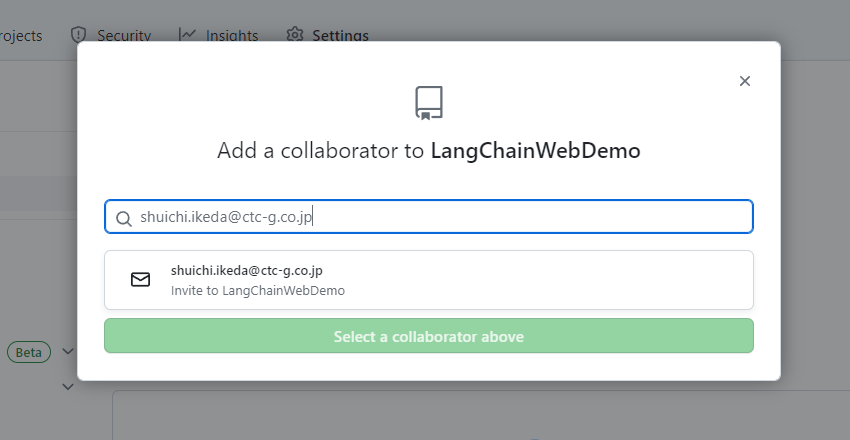 rojects Security Insights Settings
Add a collaborator to LangChainWebDemo
shuichi.ikeda@ctc-g.co.jp
shuichi.ikeda@ctc-g.co.jp
Invite to LangChainWebDemo
Select a collaborator above
Beta